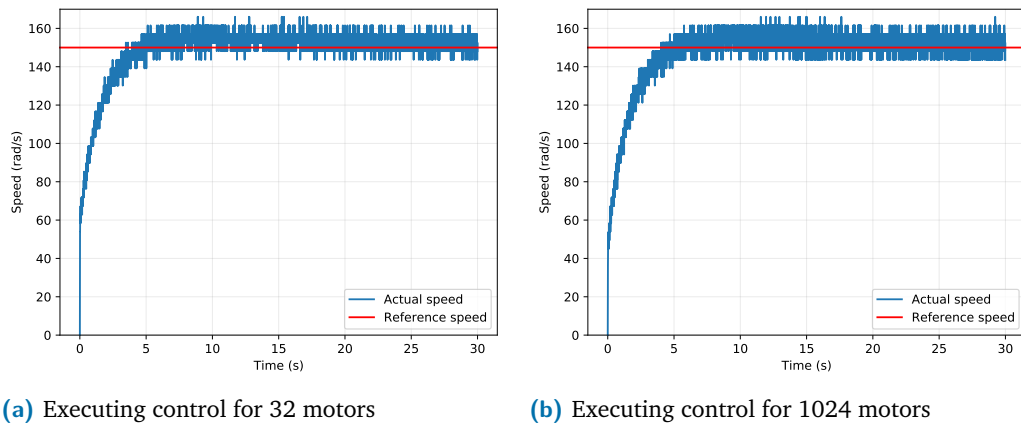 160
140
120
100
80
60
40
20
0
Speed (rad/s)
0 5 10 15 20 25 30
Time (s)
Actual speed
Reference speed
160
140
120
100
80
60
40
20
0
Speed (rad/s)
0 5 10 15 20 25 30
Time (s)
Actual speed
Reference speed
(a) Executing control for 32 motors
(b) Executing control for 1024 motors